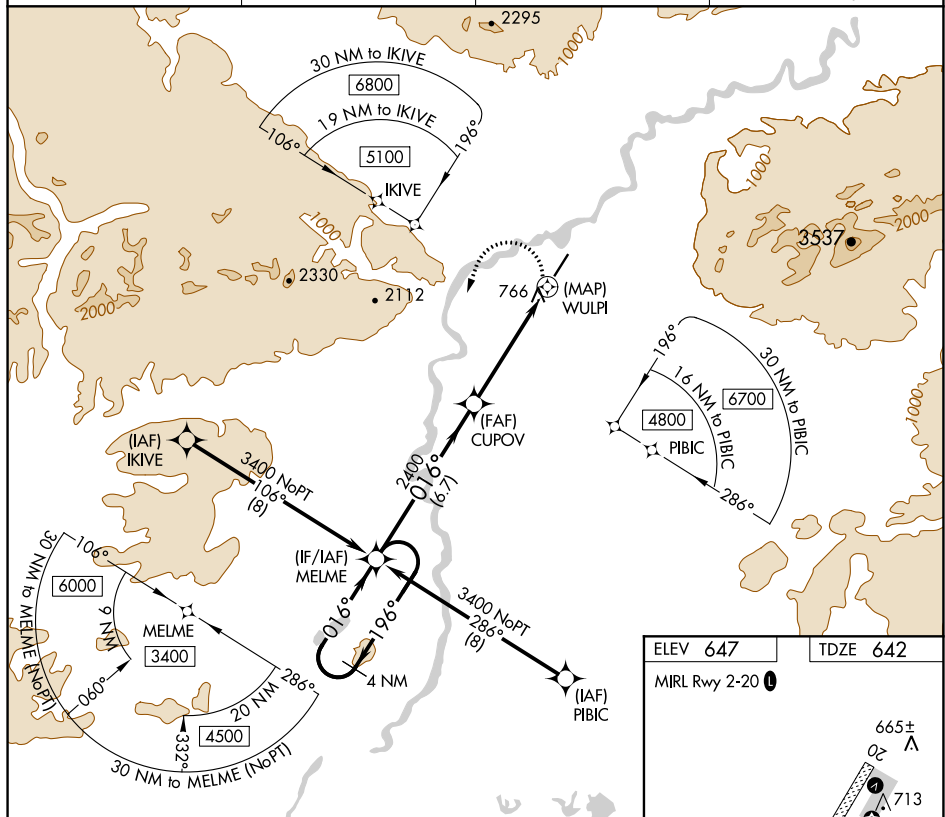 2295
1000
30 NM to IKIVE
6800
19 NM to IKIVE
106°
196°
5100
IKIVE
1000
1000
2000
3537
2330
2112
2000
766
(MAP)
WULPI
196°
30 NM to PIBIC
16 NM to PIBIC
6700
4800
PIBIC
286°
1000
(FAF)
CUPOV
(IAF)
IKIVE
3400 NoPT
106°
(8)
2400
016°
(6.7)
(IF/IAF)
MELME
30 NM to MELME (NoPT)
106°
6000
9 NM
MELME
3400
060°
286°
20 NM
4500
332°
30 NM to MELME (NoPT)
016°
196°
4 NM
3400 NoPT
286°
(8)
(IAF)
PIBIC
ELEV 647
TDZE 642
MIRL Rwy 2-20 L
665±
20
V
713